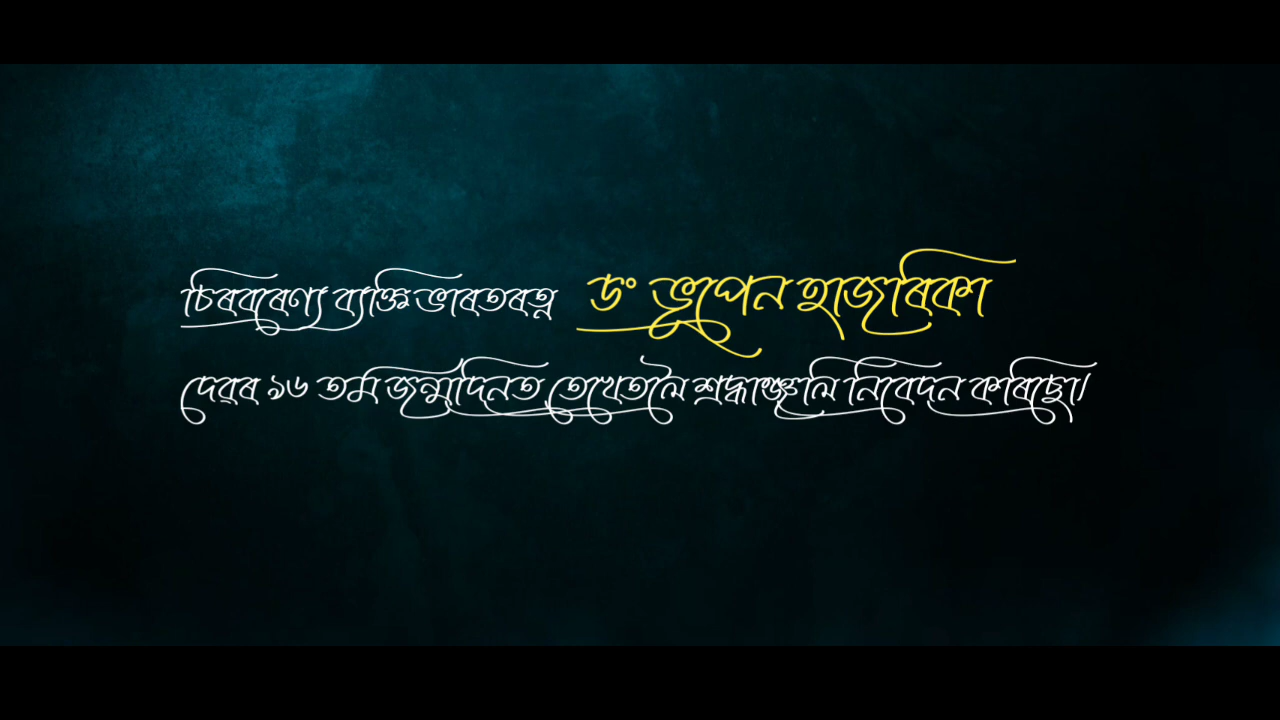 চিৰবৰেণ্য ব্যক্তি ভাৰতৰত্ন ডং ভূপেন হাজৰিকা
দেৱৰ ৯৬ তম জন্মদিনত তেখেতলৈ শ্ৰদ্ধাঞ্জলি নিবেদন কৰিছো।